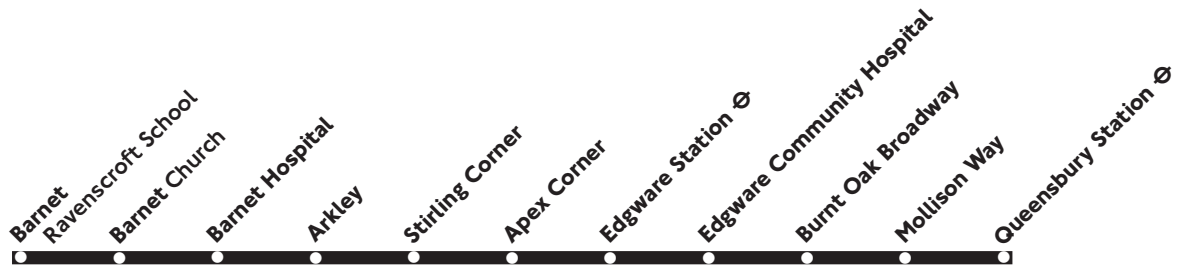 Barnet
Ravenscroft School
Barnet Church
Barnet Hospital
Arkley
Stirling Corner
Apex Corner
Edgware Station
Edgware Community Hospital
Burnt Oak Broadway
Mollison Way
Queensbury Station